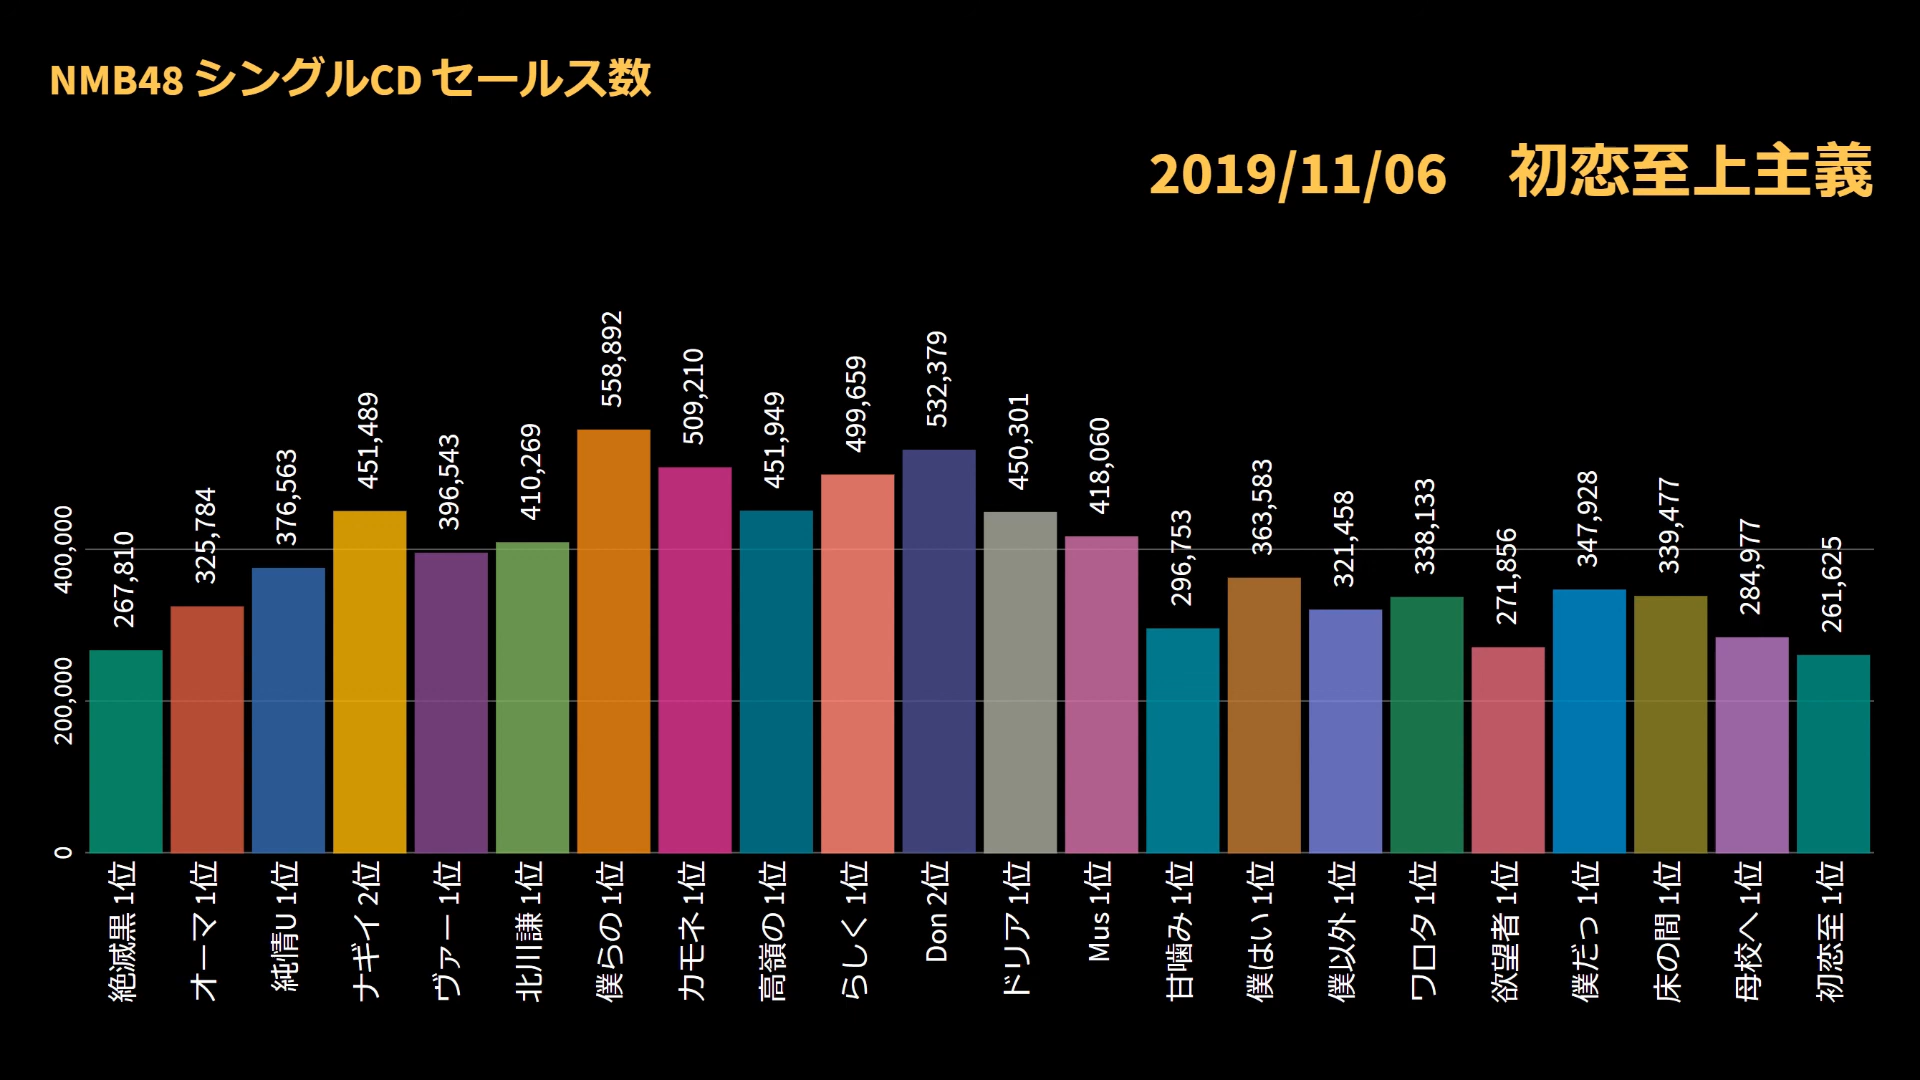 NMB48 シングルCD セールス数
2019/11/06 初恋至上主義
400,000
200,000
0
267,810
325,784
376,563
451,489
396,543
410,269
558,892
509,210
451,949
499,659
532,379
450,301
418,060
296,753
363,583
321,458
338,133
271,856
347,928
339,477
284,977
261,625
絶滅黒 1位
オーマ 1位
純情U 1位
ナギイ 2位
ヴァー 1位
北川謙 1位
僕らの 1位
カモネ 1位
高嶺の 1位
らしく 1位
Don 2位
ドリア 1位
Mus 1位
甘噛み 1位
僕はい 1位
僕以外 1位
ワロタ 1位
欲望者 1位
僕だっ 1位
床の間 1位
母校へ 1位
初恋至 1位